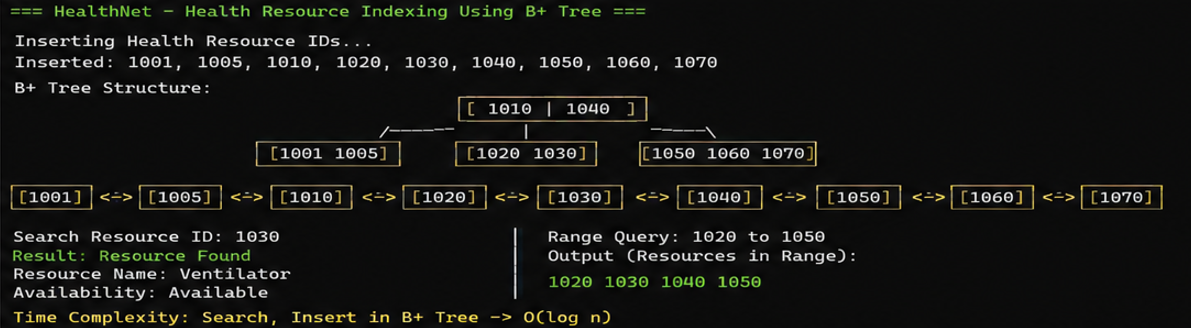 === HealthNet - Health Resource Indexing Using B+ Tree ===
Inserting Health Resource IDs...
Inserted: 1001, 1005, 1010, 1020, 1030, 1040, 1050, 1060, 1070
B+ Tree Structure:
[ 1010 | 1040 ]
[1001 1005] [1020 1030] [1050 1060 1070]
[1001] <-> [1005] <-> [1010] <-> [1020] <-> [1030] <-> [1040] <-> [1050] <-> [1060] <-> [1070]
Search Resource ID: 1030
Result: Resource Found
Resource Name: Ventilator
Availability: Available
Range Query: 1020 to 1050
Output (Resources in Range):
1020 1030 1040 1050
Time Complexity: Search, Insert in B+ Tree -> O(log n)